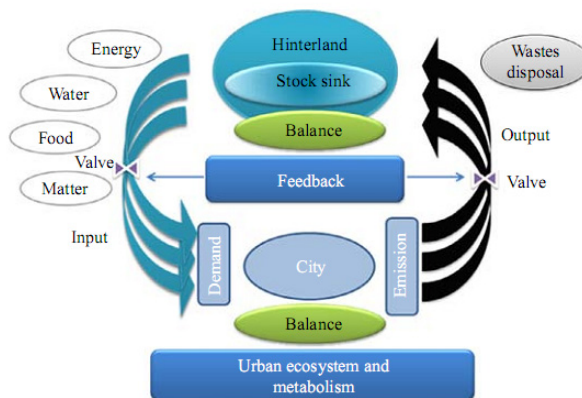 Energy
Hinterland
Wastes
disposal
Water
Stock sink
Food
Balance
Output
Valve
Matter
Feedback
Valve
Input
Demand
City
Emission
Balance
Urban ecosystem and
metabolism